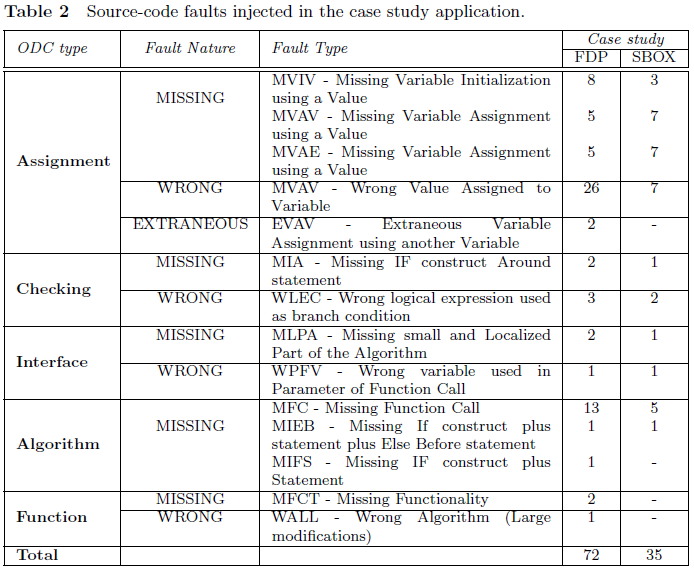 Table 2 Source-code faults injected in the case study application.
ODC type Fault Nature Fault Type Case study
FDP SBOX
Assignment
MISSING
MVIV - Missing Variable Initialization 8 3
using a Value
MVAV - Missing Variable Assignment 5 7
using a Value
MVAE - Missing Variable Assignment 5 7
using a Value
WRONG MVAV - Wrong Value Assigned to 26 7
Variable
EXTRANEOUS EVAV - Extraneous Variable 2 -
Assignment using another Variable
Checking
MISSING MIA - Missing IF construct Around 2 1
statement
WRONG WLEC - Wrong logical expression used 3 2
as branch condition
Interface
MISSING MLPA - Missing small and Localized 2 1
Part of the Algorithm
WRONG WPFV - Wrong variable used in 1 1
Parameter of Function Call
Algorithm
MISSING
MFC - Missing Function Call 13 5
MIEB - Missing If construct plus 1 1
statement plus Else Before statement
MIFS - Missing IF construct plus 1 -
Statement
Function
MISSING MFCT - Missing Functionality 2 -
WRONG WALL - Wrong Algorithm (Large 1 -
modifications)
Total 72 35